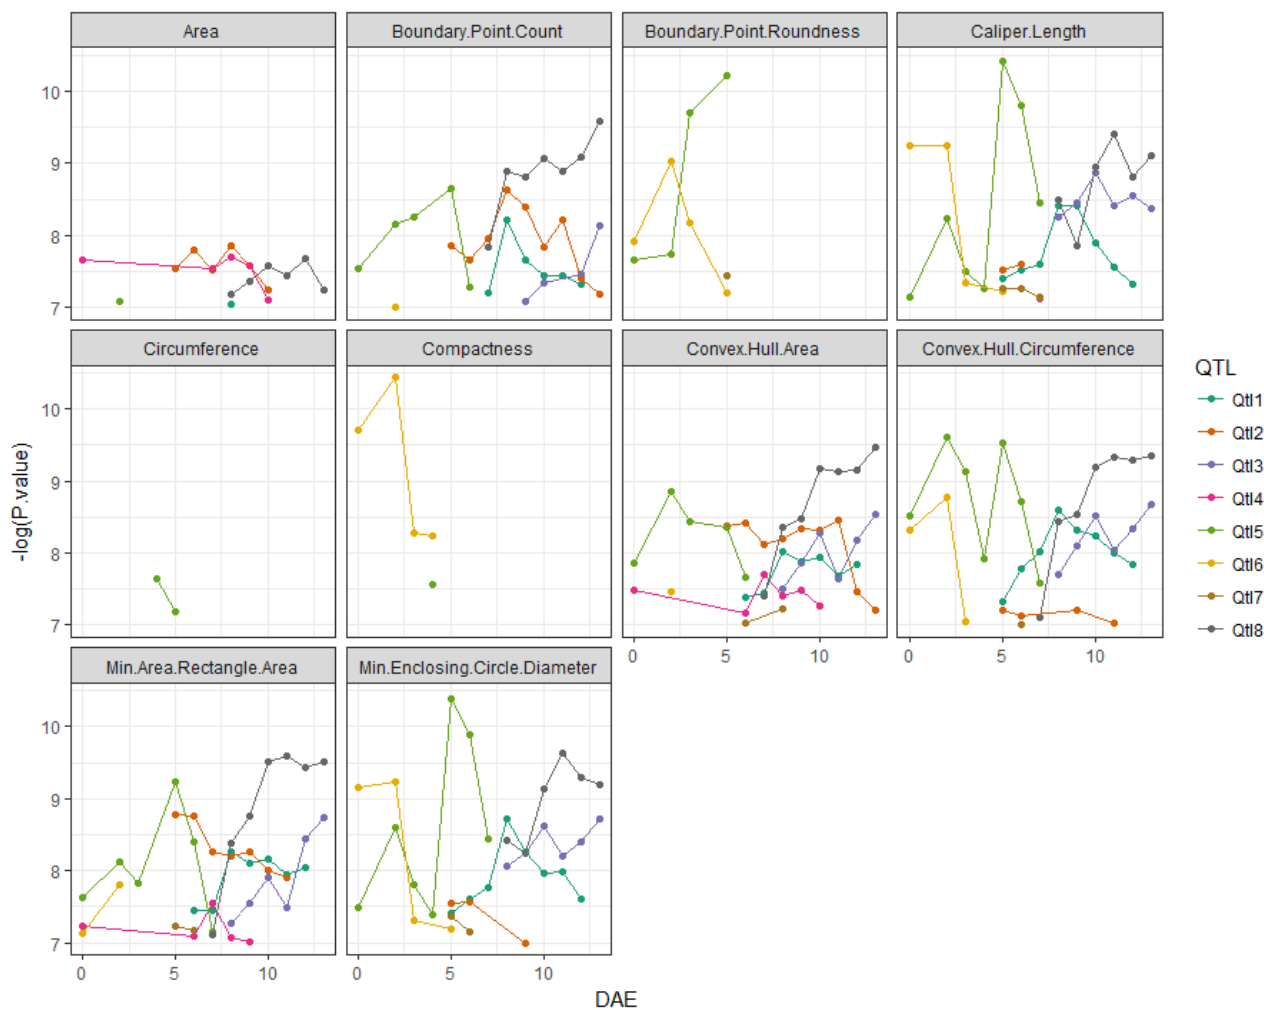 Area
Boundary.Point.Count
Boundary.Point.Roundness
Caliper.Length
10
9
8
7
Circumference
Compactness
Convex.Hull.Area
Convex.Hull.Circumference
10
9
8
7
0 5 10
0 5 10
Min.Area.Rectangle.Area
Min.Enclosing.Circle.Diameter
10
9
8
7
0 5 10
0 5 10
-log(P.value)
DAE
QTL
Qtl1
Qtl2
Qtl3
Qtl4
Qtl5
Qtl6
Qtl7
Qtl8